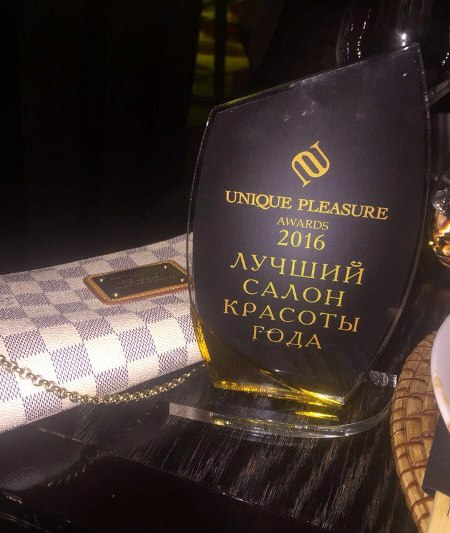 UNIQUE PLEASURE
AWARDS
2016
ЛУЧШИЙ
САЛОН
КРАСОТЫ
ГОДА